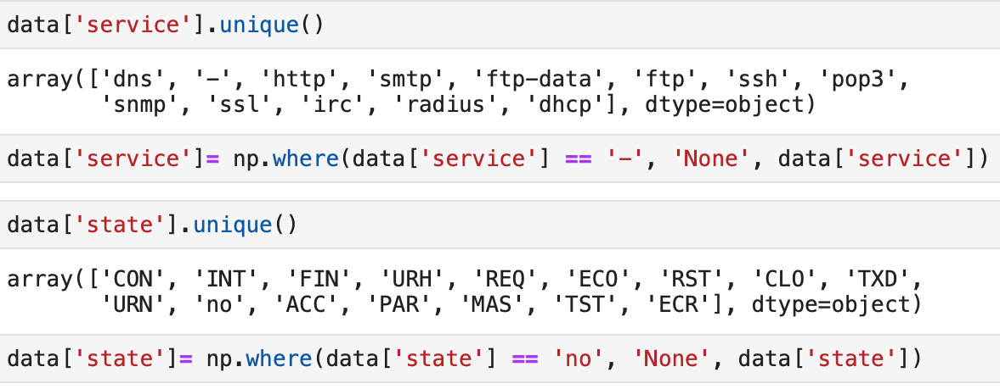 data['service'].unique()
array(['dns', '-', 'http', 'smtp', 'ftp-data', 'ftp', 'ssh', 'pop3',
'snmp', 'ssl', 'irc', 'radius', 'dhcp'], dtype=object)
data['service']= np.where(data['service'] == '-', 'None', data['service'])
data['state'].unique()
array(['CON', 'INT', 'FIN', 'URH', 'REQ', 'ECO', 'RST', 'CLO', 'TXD',
'URN', 'no', 'ACC', 'PAR', 'MAS', 'TST', 'ECR'], dtype=object)
data['state']= np.where(data['state'] == 'no', 'None', data['state'])